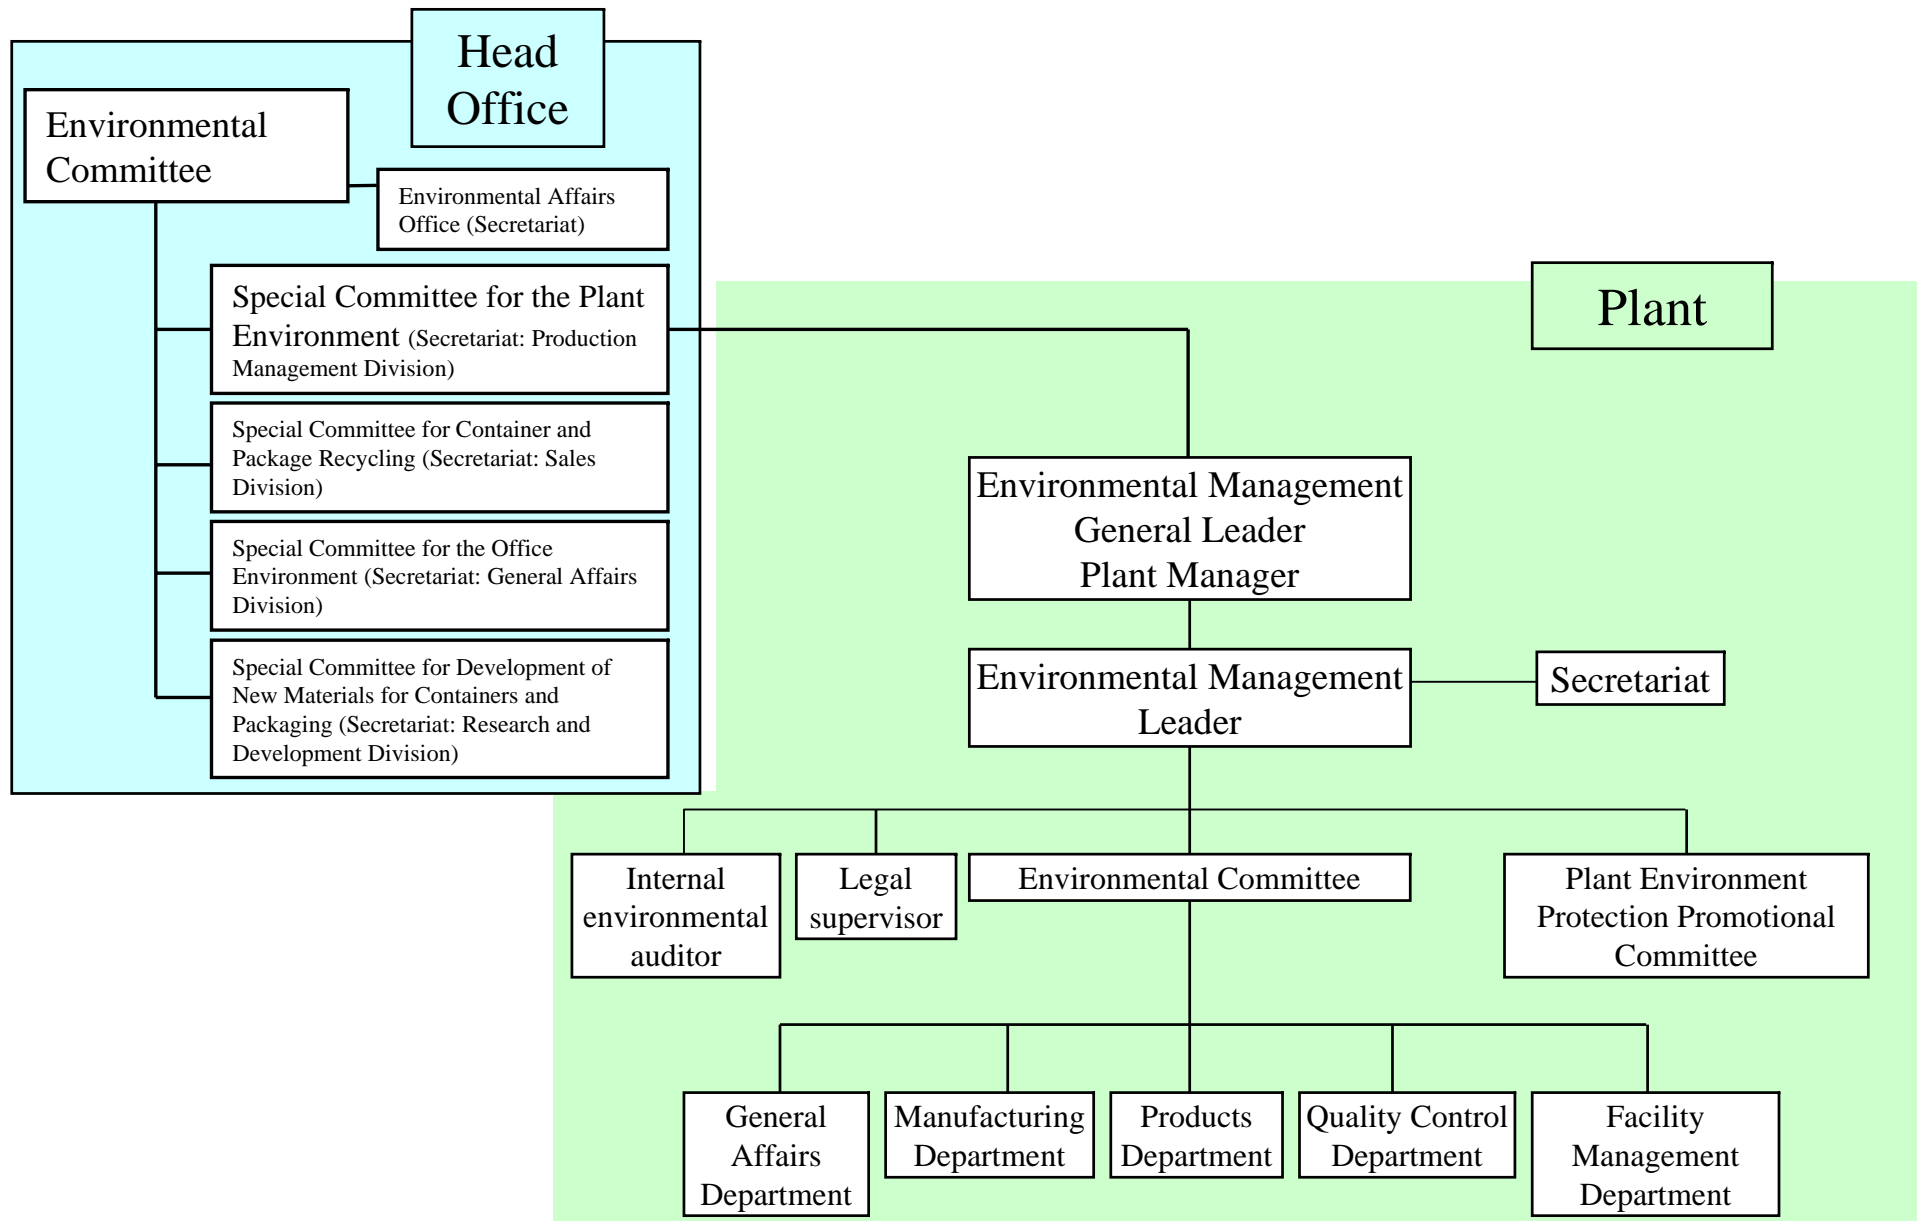 Head
Office
Environmental
Committee
Environmental Affairs
Office (Secretariat)
Special Committee for the Plant
Environment (Secretariat: Production
Management Division)
Special Committee for Container and
Package Recycling (Secretariat: Sales
Division)
Special Committee for the Office
Environment (Secretariat: General Affairs
Division)
Special Committee for Development of
New Materials for Containers and
Packaging (Secretariat: Research and
Development Division)
Plant
Environmental Management
General Leader
Plant Manager
Environmental Management
Leader
Secretariat
Internal
environmental
auditor
Legal
supervisor
Environmental Committee
Plant Environment
Protection Promotional
Committee
General
Affairs
Department
Manufacturing
Department
Products
Department
Quality Control
Department
Facility
Management
Department